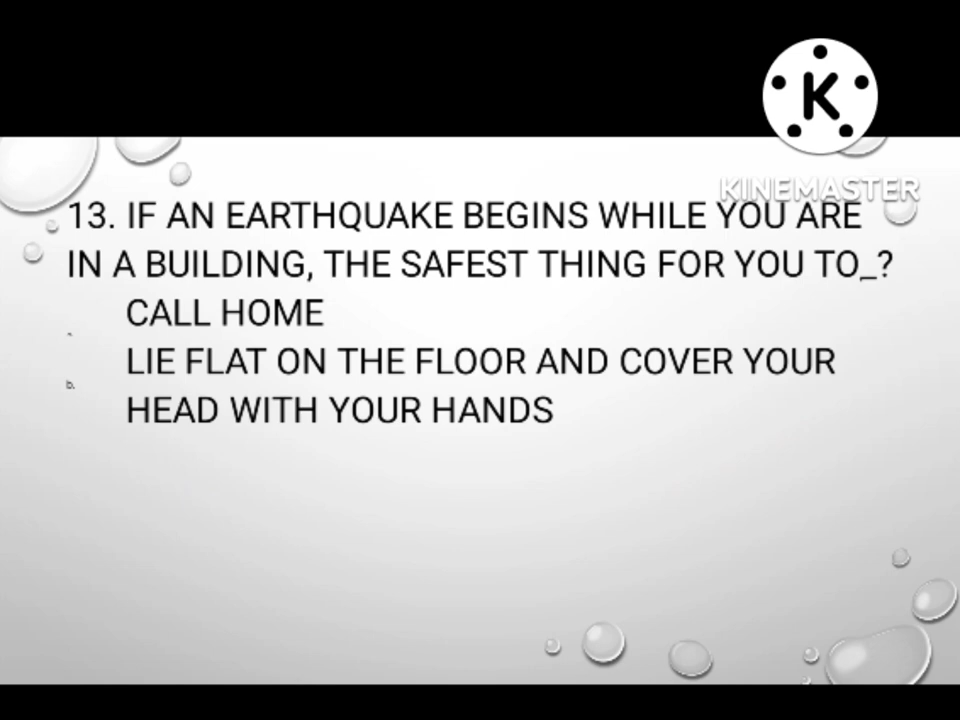 K
KINEMASTER
13. IF AN EARTHQUAKE BEGINS WHILE YOU ARE
IN A BUILDING, THE SAFEST THING FOR YOU TO_?
CALL HOME
b. LIE FLAT ON THE FLOOR AND COVER YOUR
HEAD WITH YOUR HANDS